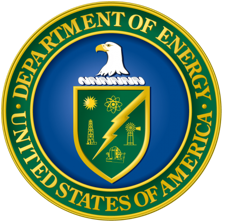 DEPARTMENT OF ENERGY
UNITED STATES OF AMERICA